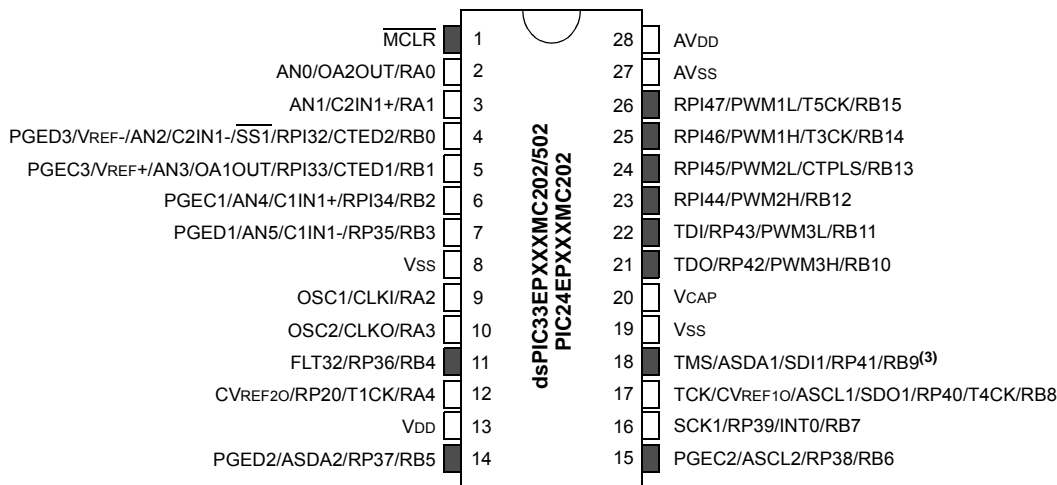 MCLR 1 28 AVDD
AN0/OA2OUT/RA0 2 27 AVSS
AN1/C2IN1+/RA1 3 26 RPI47/PWM1L/T5CK/RB15
PGED3/VREF-/AN2/C2IN1-/SS1/RPI32/CTED2/RB0 4 25 RPI46/PWM1H/T3CK/RB14
PGEC3/VREF+/AN3/OA1OUT/RPI33/CTED1/RB1 5 24 RPI45/PWM2L/CTPLS/RB13
PGEC1/AN4/C1IN1+/RPI34/RB2 6 23 RPI44/PWM2H/RB12
PGED1/AN5/C1IN1-/RP35/RB3 7 22 TDI/RP43/PWM3L/RB11
VSS 8 21 TDO/RP42/PWM3H/RB10
OSC1/CLKI/RA2 9 20 VCAP
OSC2/CLKO/RA3 10 19 VSS
FLT32/RP36/RB4 11 18 TMS/ASDA1/SDI1/RP41/RB9(3)
CVREF2O/RP20/T1CK/RA4 12 17 TCK/CVREF1O/ASCL1/SDO1/RP40/T4CK/RB8
VDD 13 16 SCK1/RP39/INT0/RB7
PGED2/ASDA2/RP37/RB5 14 15 PGEC2/ASCL2/RP38/RB6
dsPIC33EPXXXMC202/502
PIC24EPXXXMC202